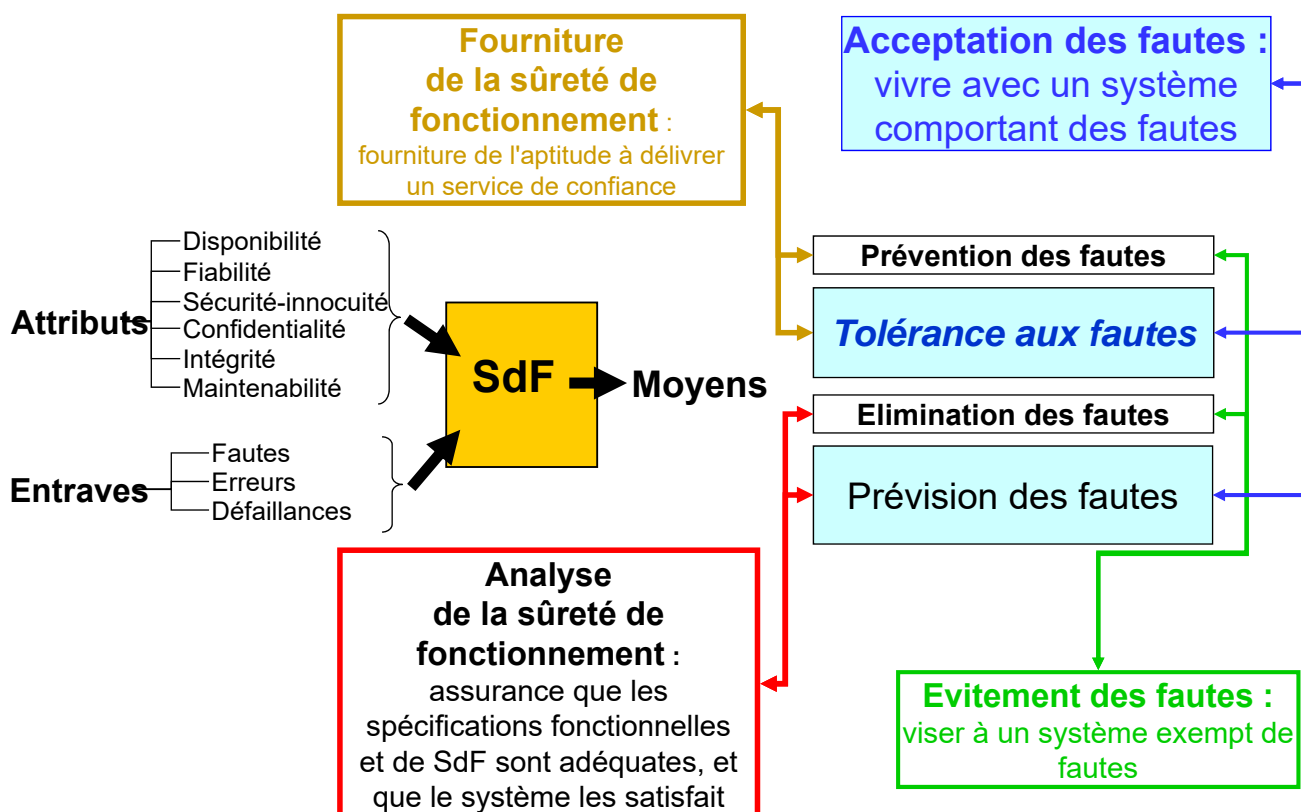 Fourniture
de la sûreté de
fonctionnement :
fourniture de l'aptitude à délivrer
un service de confiance
Acceptation des fautes :
vivre avec un système
comportant des fautes
Attributs
Disponibilité
Fiabilité
Sécurité-innocuité
Confidentialité
Intégrité
Maintenabilité
Entraves
Fautes
Erreurs
Défaillances
SdF
Moyens
Prévention des fautes
Tolérance aux fautes
Elimination des fautes
Prévision des fautes
Analyse
de la sûreté de
fonctionnement :
assurance que les
spécifications fonctionnelles
et de SdF sont adéquates, et
que le système les satisfait
Evitement des fautes :
viser à un système exempt de
fautes